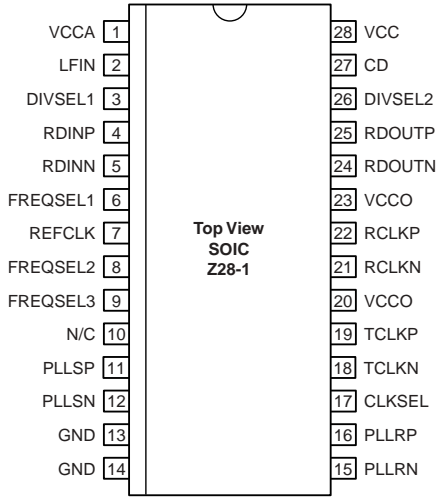 VCCA 1
LFIN 2
DIVSEL1 3
RDINP 4
RDINN 5
FREQSEL1 6
REFCLK 7
FREQSEL2 8
FREQSEL3 9
N/C 10
PLLSP 11
PLLSN 12
GND 13
GND 14
Top View
SOIC
Z28-1
28 VCC
27 CD
26 DIVSEL2
25 RDOUTP
24 RDOUTN
23 VCCO
22 RCLKP
21 RCLKN
20 VCCO
19 TCLKP
18 TCLKN
17 CLKSEL
16 PLLRP
15 PLLRN